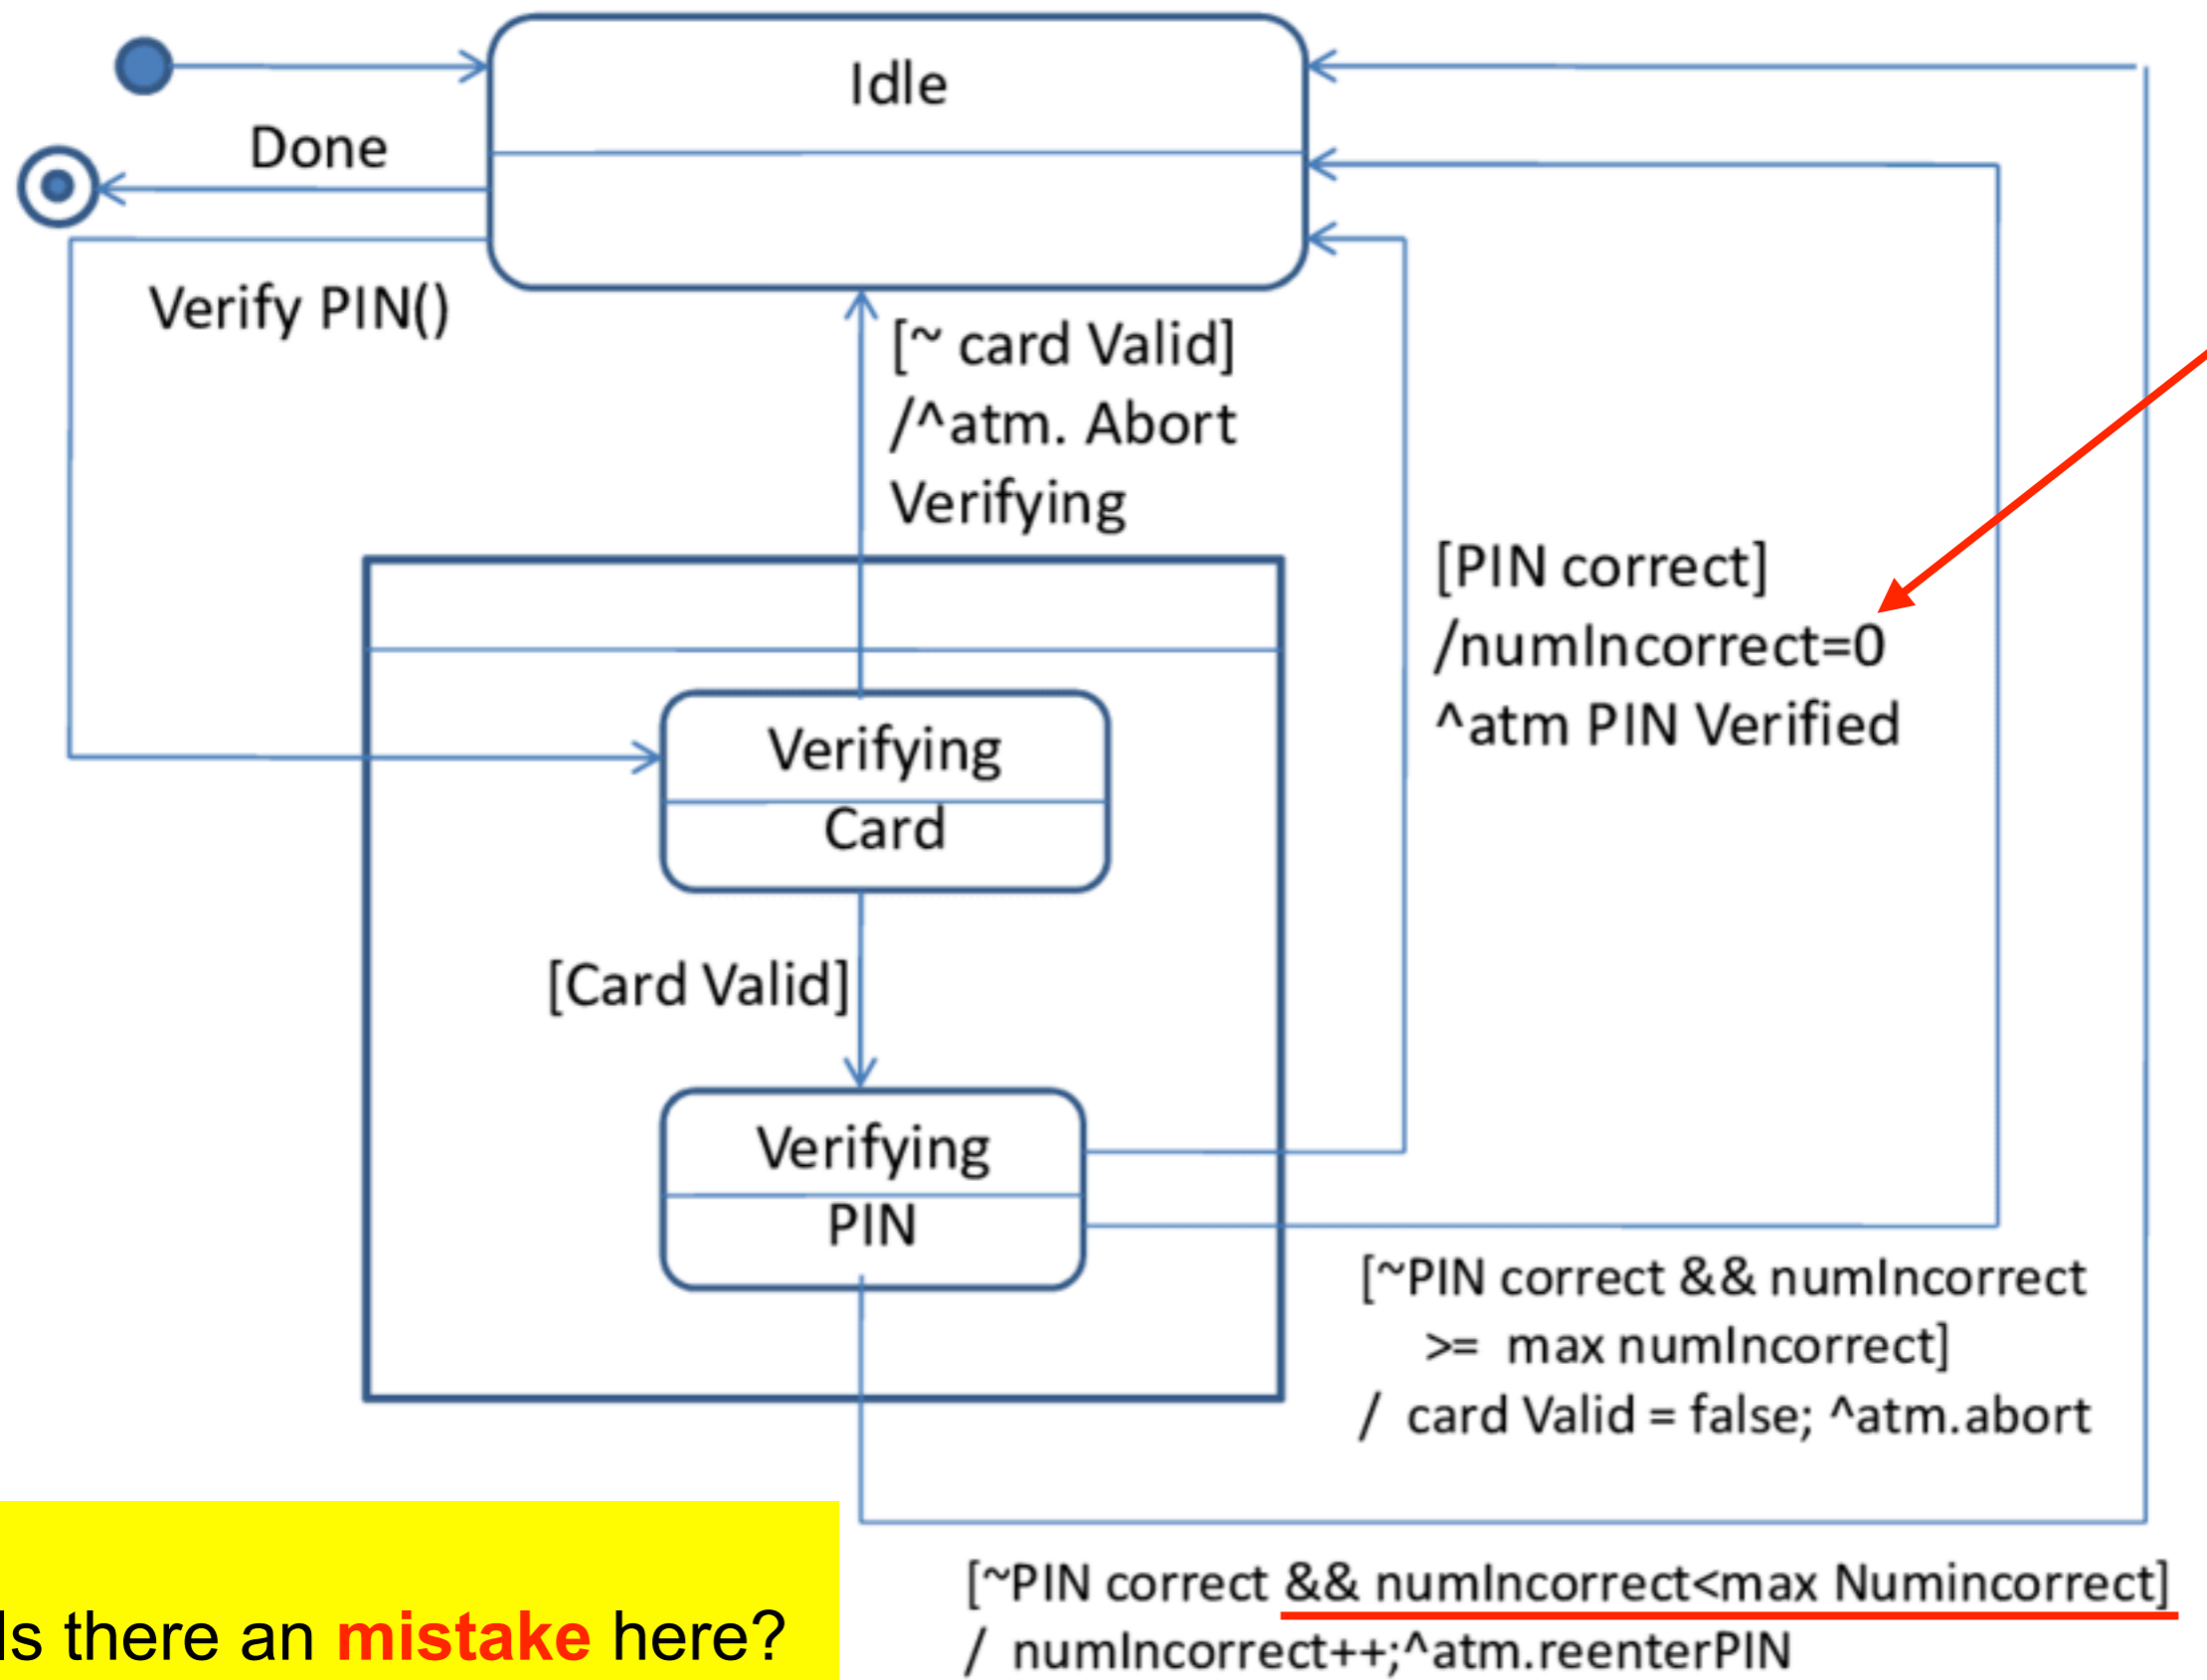 Idle
Done
Verify PIN()
[~ card Valid]
/^atm. Abort
Verifying
[PIN correct]
/numIncorrect=0
^atm PIN Verified
Verifying
Card
[Card Valid]
Verifying
PIN
[~PIN correct && numIncorrect
>= max numIncorrect]
/ card Valid = false; ^atm.abort
[~PIN correct && numIncorrect<max Numincorrect]
/ numIncorrect++;^atm.reenterPIN
Is there an mistake here?